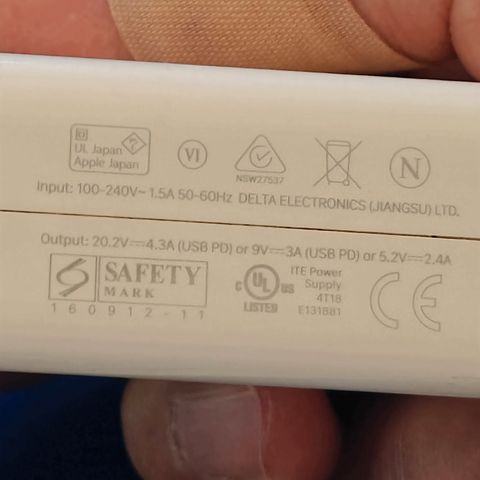 UL Japan
Apple Japan
VI
NSW27537
N
Input: 100-240V~ 1.5A 50-60Hz DELTA ELECTRONICS (JIANGSU) LTD.
Output: 20.2V⎓4.3A (USB PD) or 9V⎓3A (USB PD) or 5.2V⎓2.4A
S SAFETY
MARK
160912-11
C UL US
LISTED
ITE Power
Supply
4T18
E131881
CE